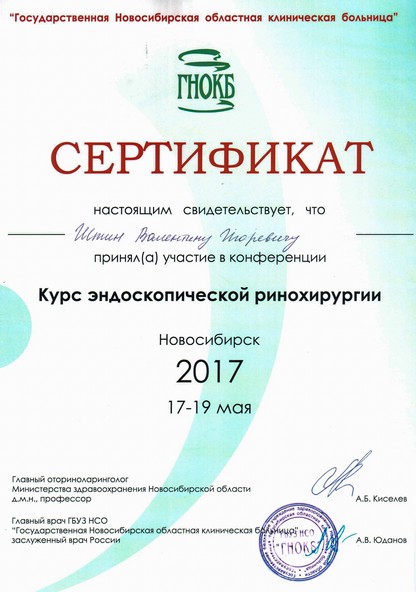 "Государственная Новосибирская областная клиническая больница"
ГНОКБ
СЕРТИФИКАТ
настоящим свидетельствует, что
Штин Валентину Игоревичу
принял(а) участие в конференции
Курс эндоскопической ринохирургии
Новосибирск
2017
17-19 мая
Главный оториноларинголог
Министерства здравоохранения Новосибирской области
д.м.н., профессор
А.Б. Киселев
Главный врач ГБУЗ НСО
"Государственная Новосибирская областная клиническая больница"
заслуженный врач России
А.В. Юданов
ГБУЗ НСО
"ГНОКБ"